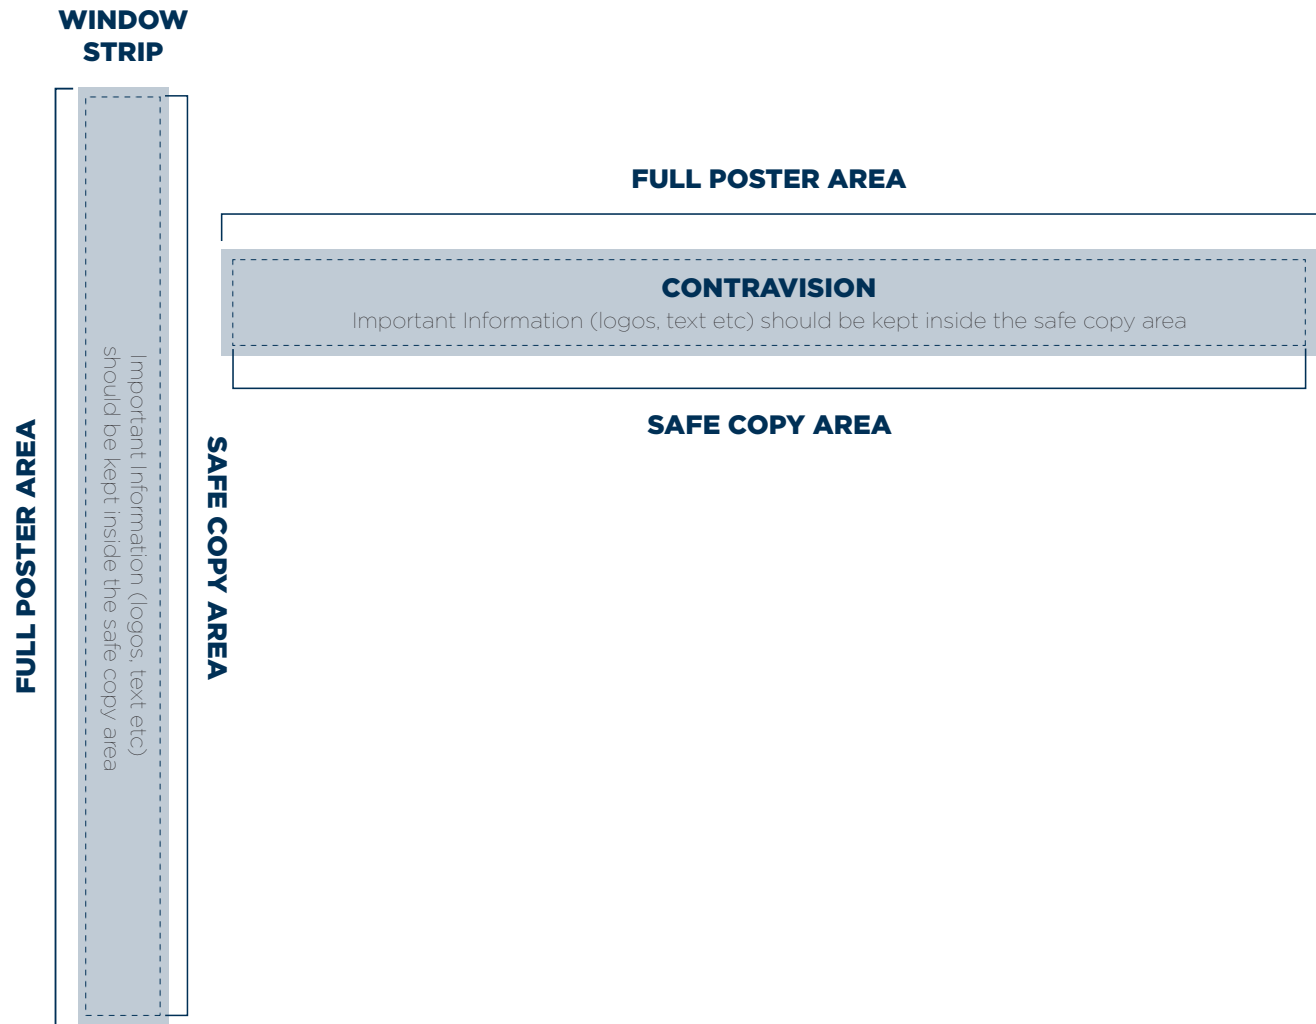 WINDOW
STRIP
FULL POSTER AREA
Important Information (logos, text etc)
should be kept inside the safe copy area
SAFE COPY AREA
FULL POSTER AREA
CONTRAVISION
Important Information (logos, text etc) should be kept inside the safe copy area
SAFE COPY AREA